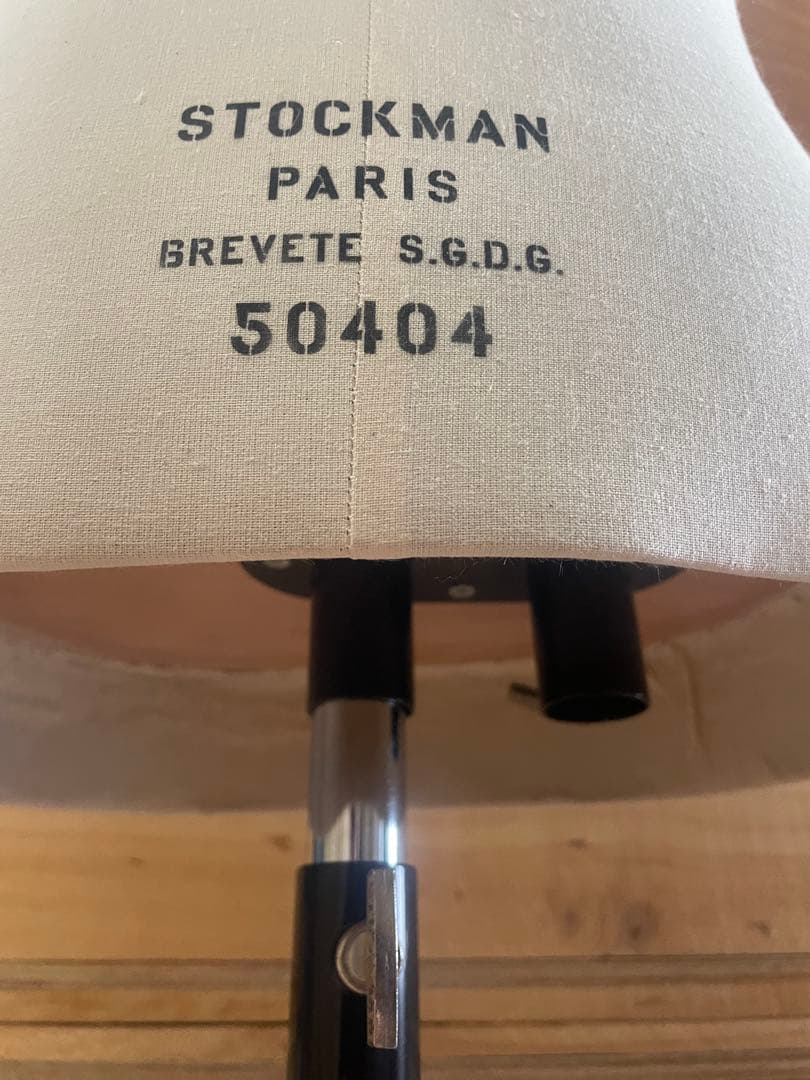 STOCKMAN
PARIS
BREVETE S.G.D.G.
50404